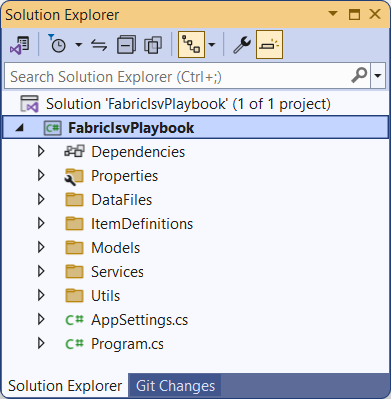 Solution Explorer
Search Solution Explorer (Ctrl+;)
Solution 'FabricIsvPlaybook' (1 of 1 project)
C# FabricIsvPlaybook
Dependencies
Properties
DataFiles
ItemDefinitions
Models
Services
Utils
C# AppSettings.cs
C# Program.cs
Solution Explorer Git Changes